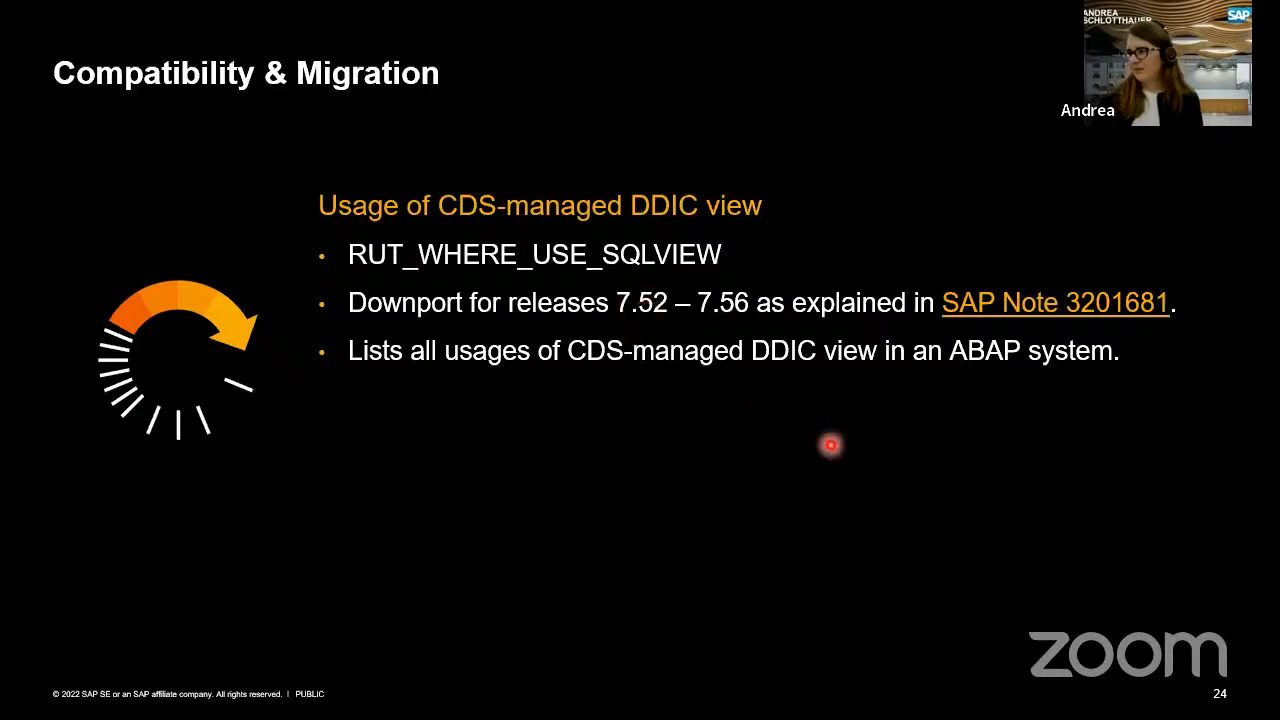 ANDREA
SCHLOTTHAUER
SAP
Andrea
Compatibility & Migration
Usage of CDS-managed DDIC view
• RUT_WHERE_USE_SQLVIEW
• Downport for releases 7.52 – 7.56 as explained in SAP Note 3201681.
• Lists all usages of CDS-managed DDIC view in an ABAP system.
zoom
© 2022 SAP SE or an SAP affiliate company. All rights reserved. | PUBLIC
24